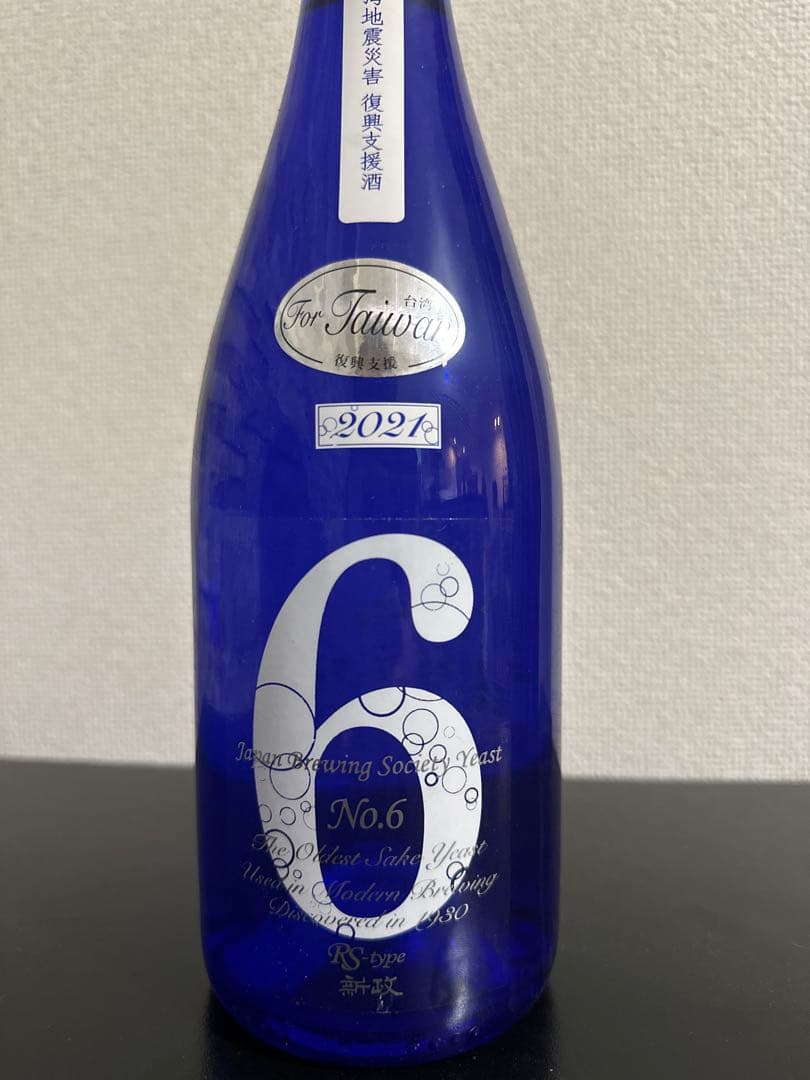 地震災害 復興支援酒
台湾
For Taiwan
復興支援
2021
6
Japan Brewing Society Yeast
No.6
The Oldest Sake Yeast
Used in Modern Brewing
Discovered in 1930
RS-type
新政